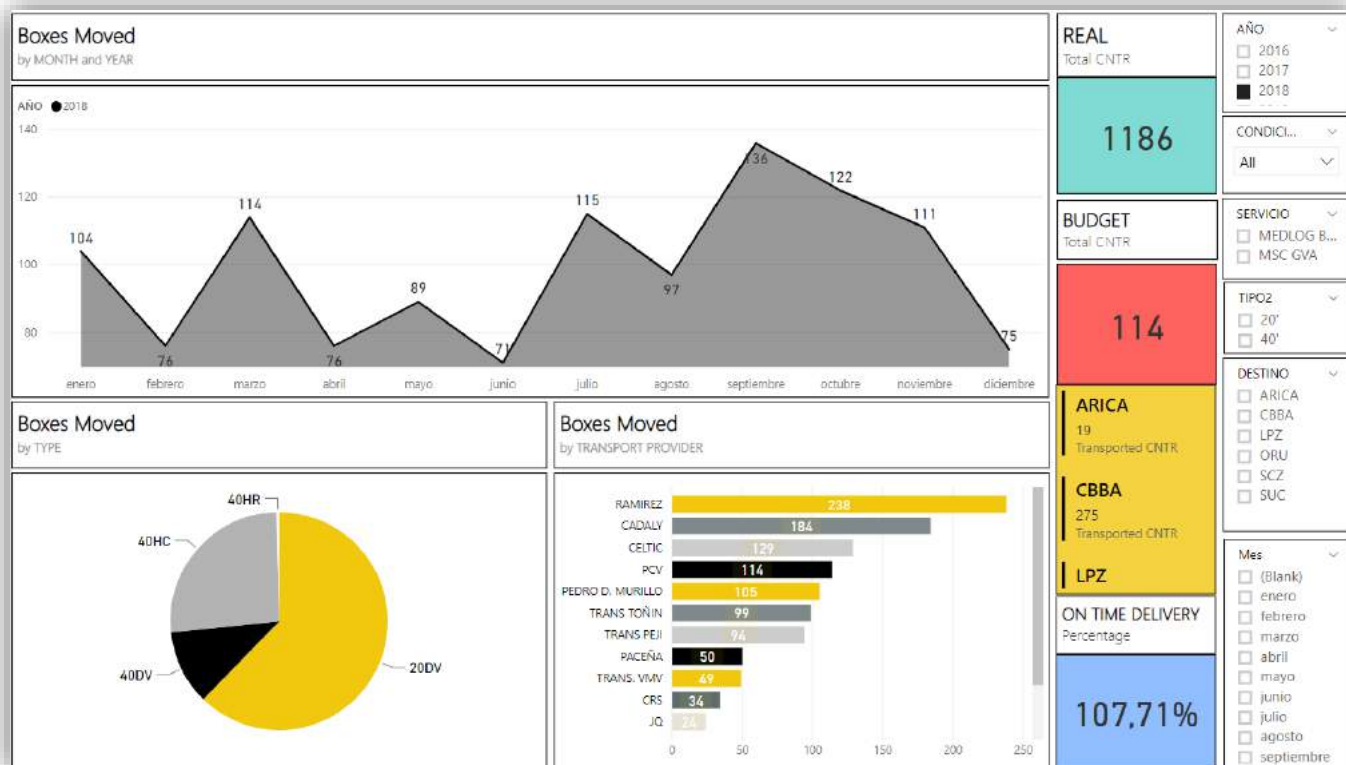 Boxes Moved
by MONTH and YEAR
AÑO 2018
140
120
100
80
104
76
114
76
89
71
115
97
136
122
111
75
enero febrero marzo abril mayo junio julio agosto septiembre octubre noviembre diciembre
Boxes Moved
by TYPE
40HR
40HC
40DV
20DV
Boxes Moved
by TRANSPORT PROVIDER
RAMIREZ 238
CADALY 184
CELTIC 129
PCV 114
PEDRO D. MURILLO 105
TRANS TOÑIN 99
TRANS PEJI 94
PACEÑA 50
TRANS. VMV 49
CRS 34
JQ 24
0 50 100 150 200 250
REAL
Total CNTR
1186
BUDGET
Total CNTR
114
ARICA
19
Transported CNTR
CBBA
275
Transported CNTR
LPZ
ON TIME DELIVERY
Percentage
107,71%
AÑO
2016
2017
2018
CONDICI...
All
SERVICIO
MEDLOG B...
MSC GVA
TIPO2
20'
40'
DESTINO
ARICA
CBBA
LPZ
ORU
SCZ
SUC
Mes
(Blank)
enero
febrero
marzo
abril
mayo
junio
julio
agosto
septiembre